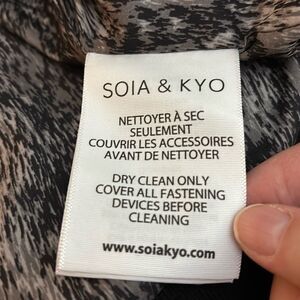 SOIA & KYO
NETTOYER À SEC
SEULEMENT
COUVRIR LES ACCESSOIRES
AVANT DE NETTOYER
DRY CLEAN ONLY
COVER ALL FASTENING
DEVICES BEFORE
CLEANING
www.soiakyo.com